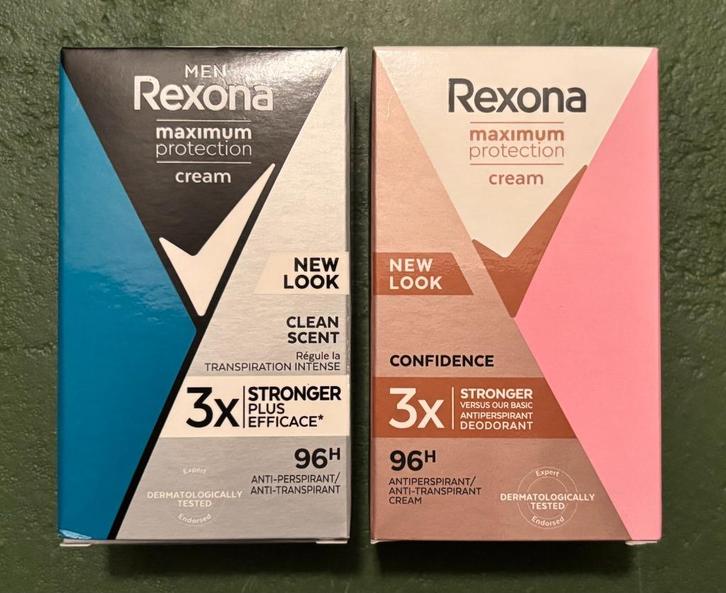 MEN
Rexona
maximum
protection
cream
NEW
LOOK
CLEAN
SCENT
Régule la
TRANSPIRATION INTENSE
3x
STRONGER
PLUS
EFFICACE*
96H
ANTI-PERSPIRANT/
ANTI-TRANSPIRANT
Expert
DERMATOLOGICALLY
TESTED
Endorsed
Rexona
maximum
protection
cream
NEW
LOOK
CONFIDENCE
3x
STRONGER
VERSUS OUR BASIC
ANTIPERSPIRANT
DEODORANT
96H
ANTIPERSPIRANT/
ANTI-TRANSPIRANT
CREAM
Expert
DERMATOLOGICALLY
TESTED
Endorsed